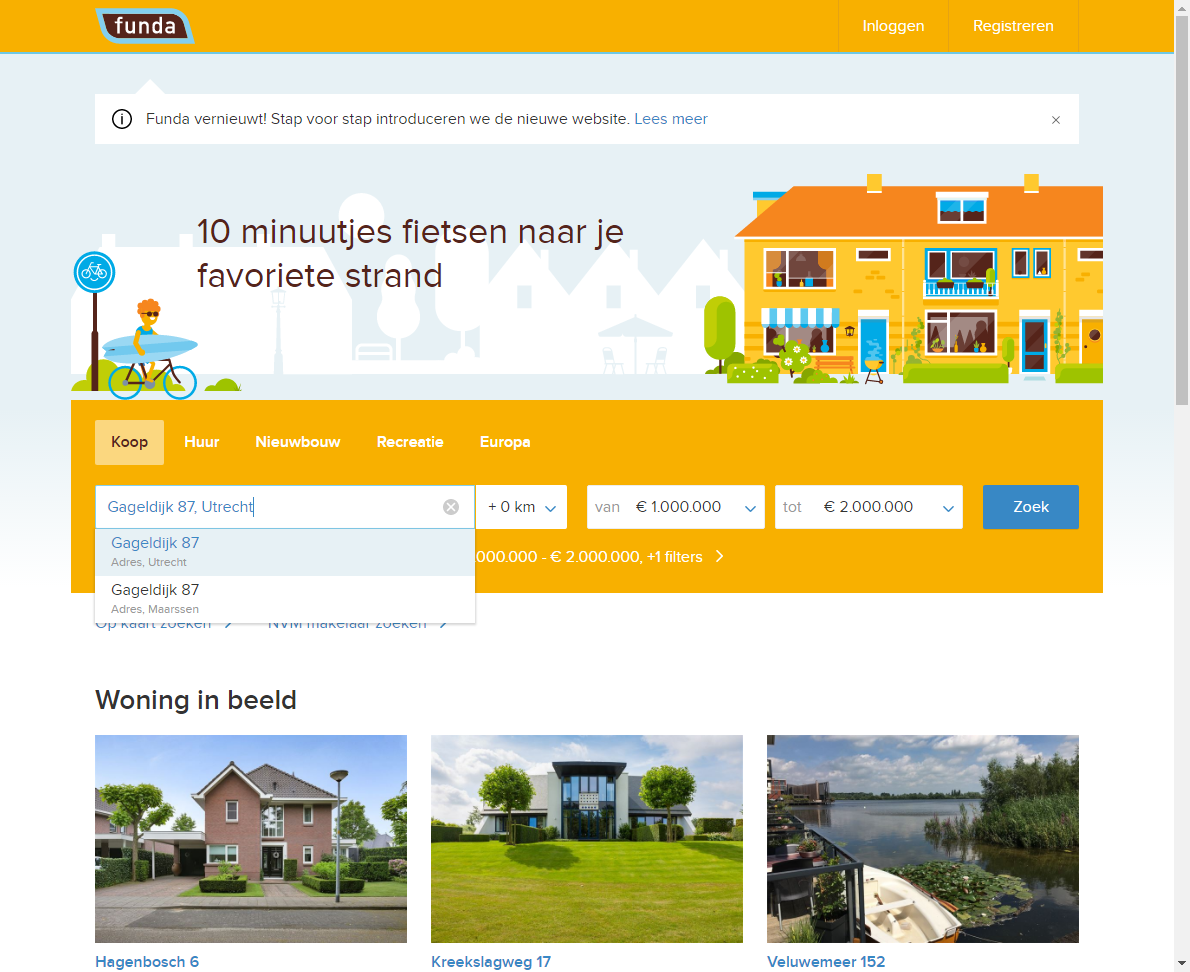 funda
Inloggen
Registreren
Funda vernieuwt! Stap voor stap introduceren we de nieuwe website. Lees meer
10 minuutjes fietsen naar je
favoriete strand
Koop
Huur
Nieuwbouw
Recreatie
Europa
Gageldijk 87, Utrecht
+ 0 km
van € 1.000.000
tot € 2.000.000
Zoek
Gageldijk 87
Adres, Utrecht
000.000 - € 2.000.000, +1 filters
Gageldijk 87
Adres, Maarssen
Op kaart zoeken
NVM makelaar zoeken
Woning in beeld
Hagenbosch 6
Kreekslagweg 17
Veluwemeer 152